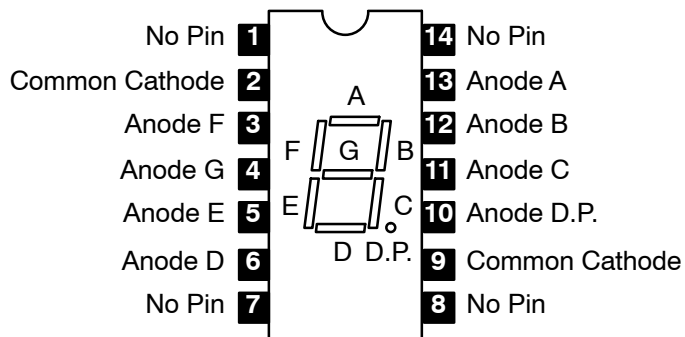 No Pin 1 14 No Pin
Common Cathode 2 13 Anode A
A
Anode F 3 12 Anode B
F G B
Anode G 4 11 Anode C
E C
Anode E 5 10 Anode D.P.
D D.P.
Anode D 6 9 Common Cathode
No Pin 7 8 No Pin